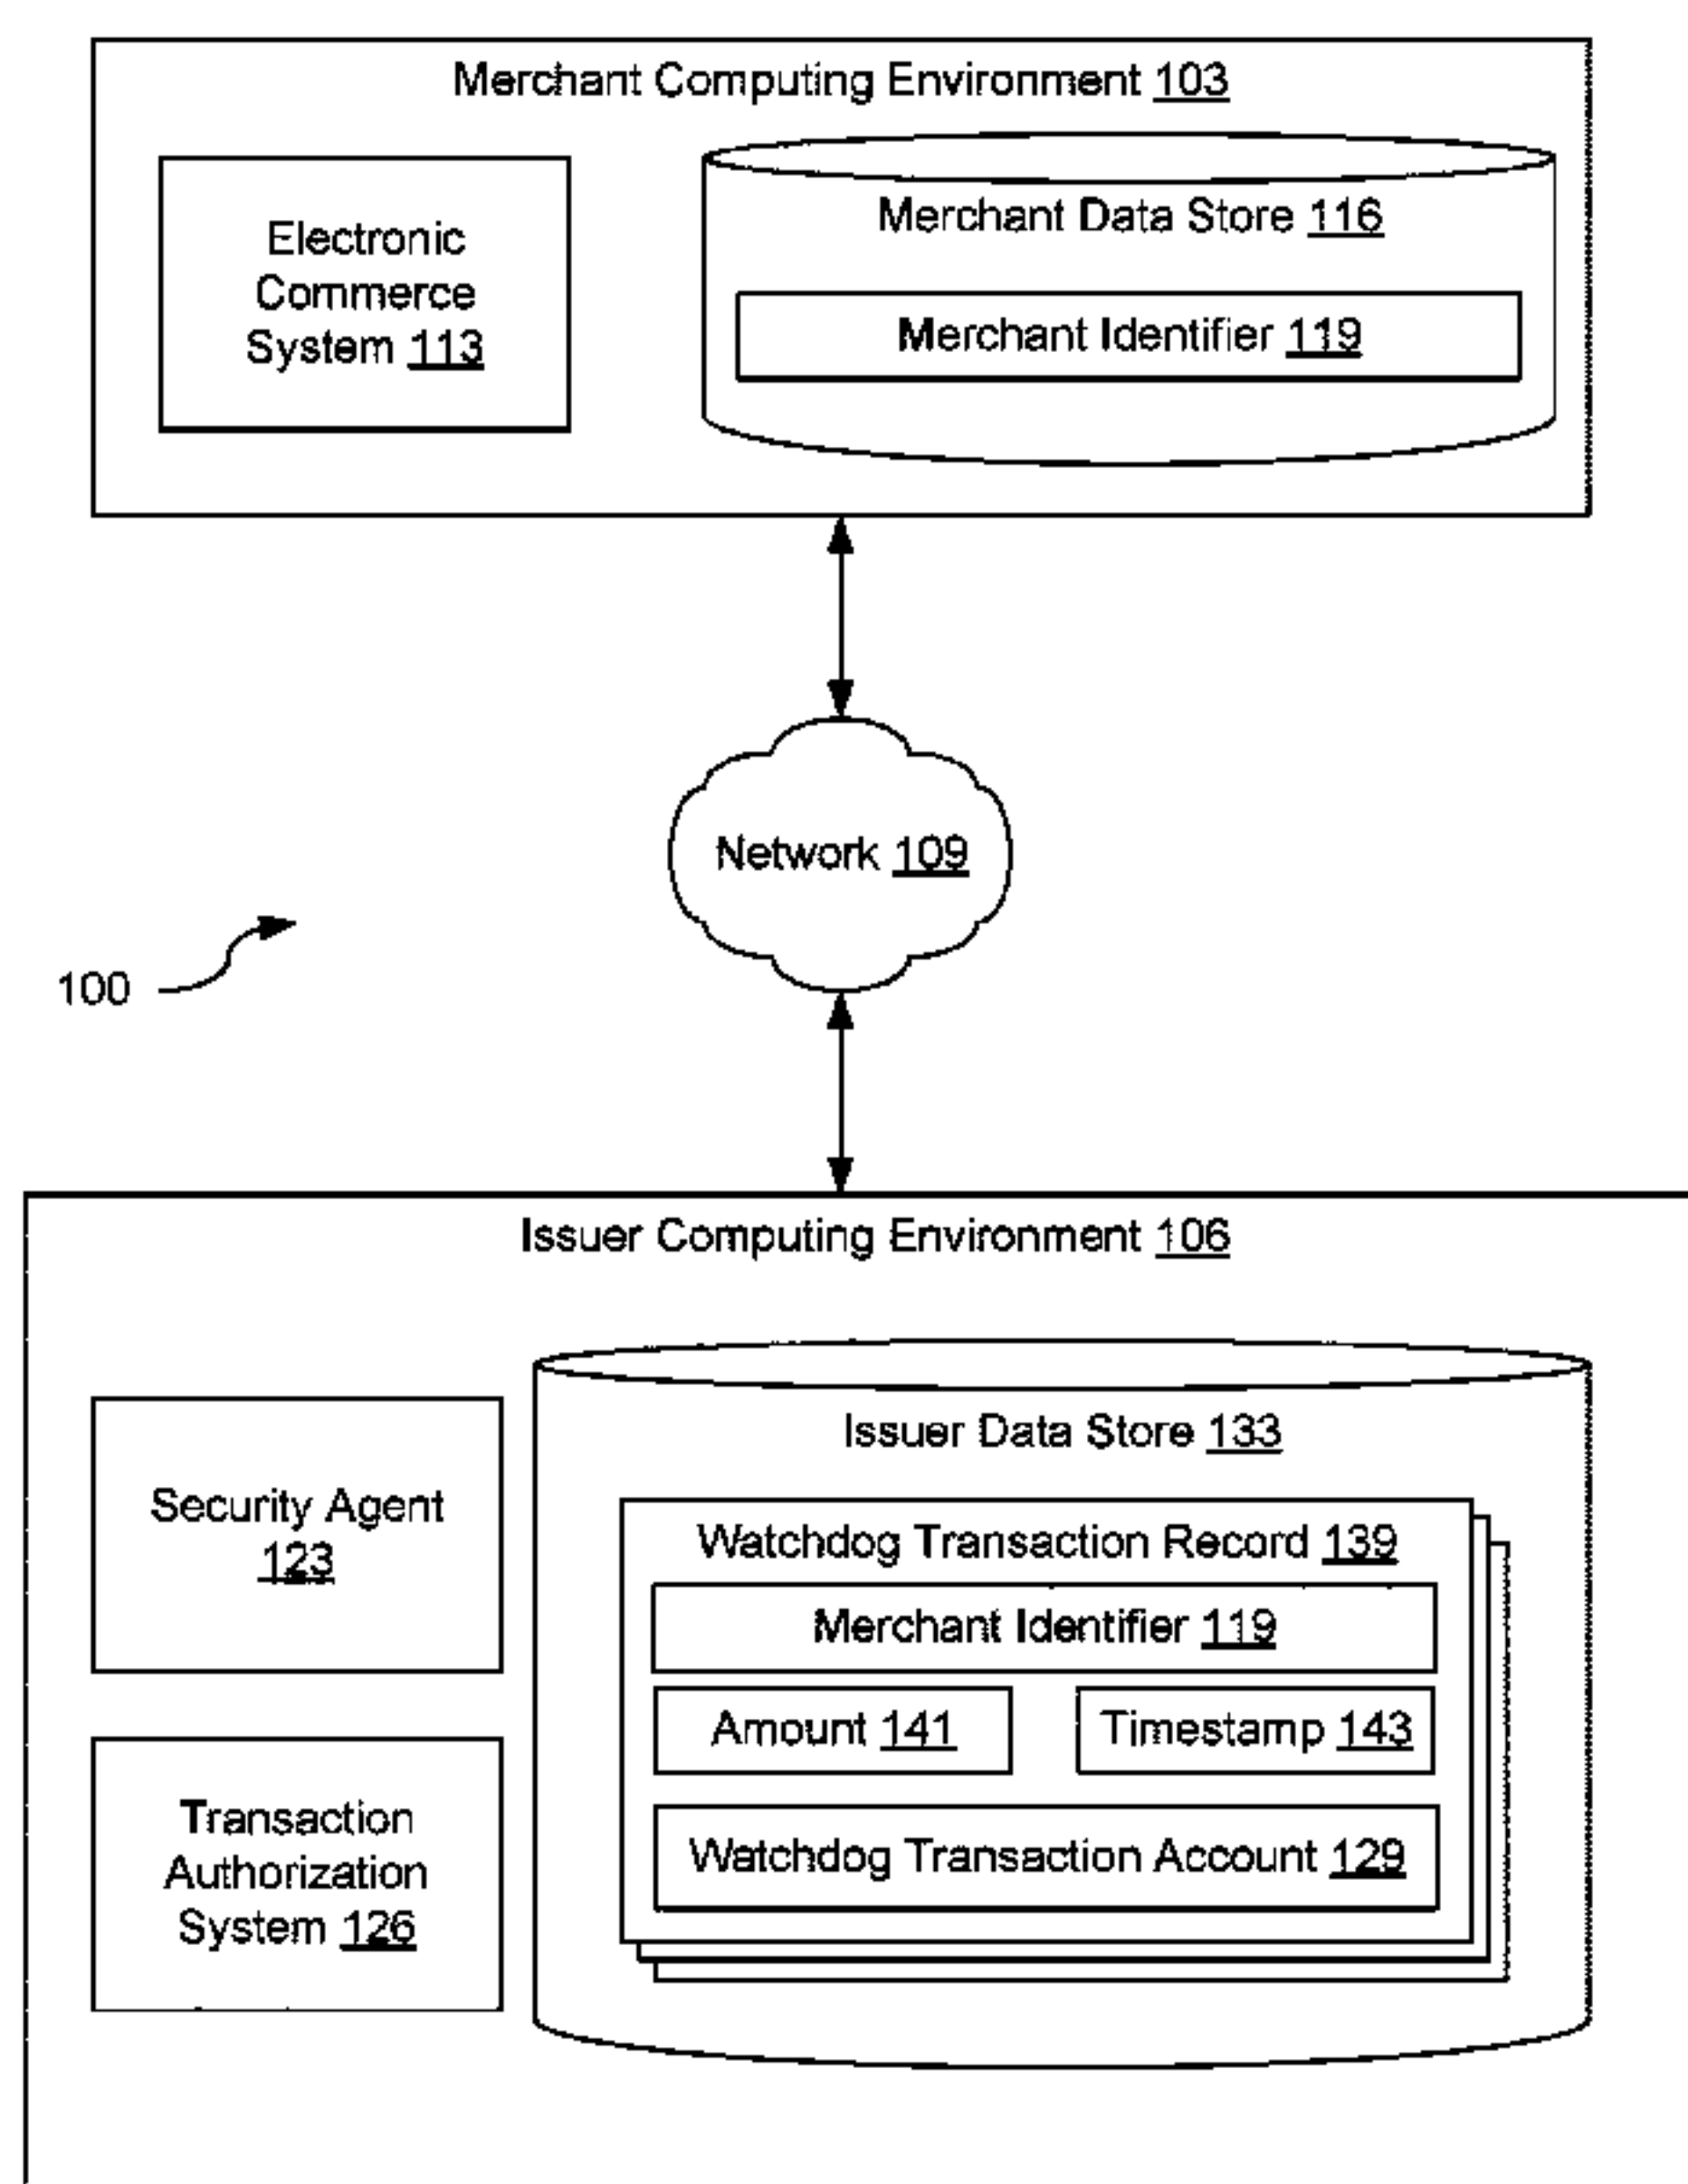 Merchant Computing Environment 103
Electronic
Commerce
System 113
Merchant Data Store 116
Merchant Identifier 119
Network 109
100
Issuer Computing Environment 106
Security Agent
123
Transaction
Authorization
System 126
Issuer Data Store 133
Watchdog Transaction Record 139
Merchant Identifier 119
Amount 141
Timestamp 143
Watchdog Transaction Account 129